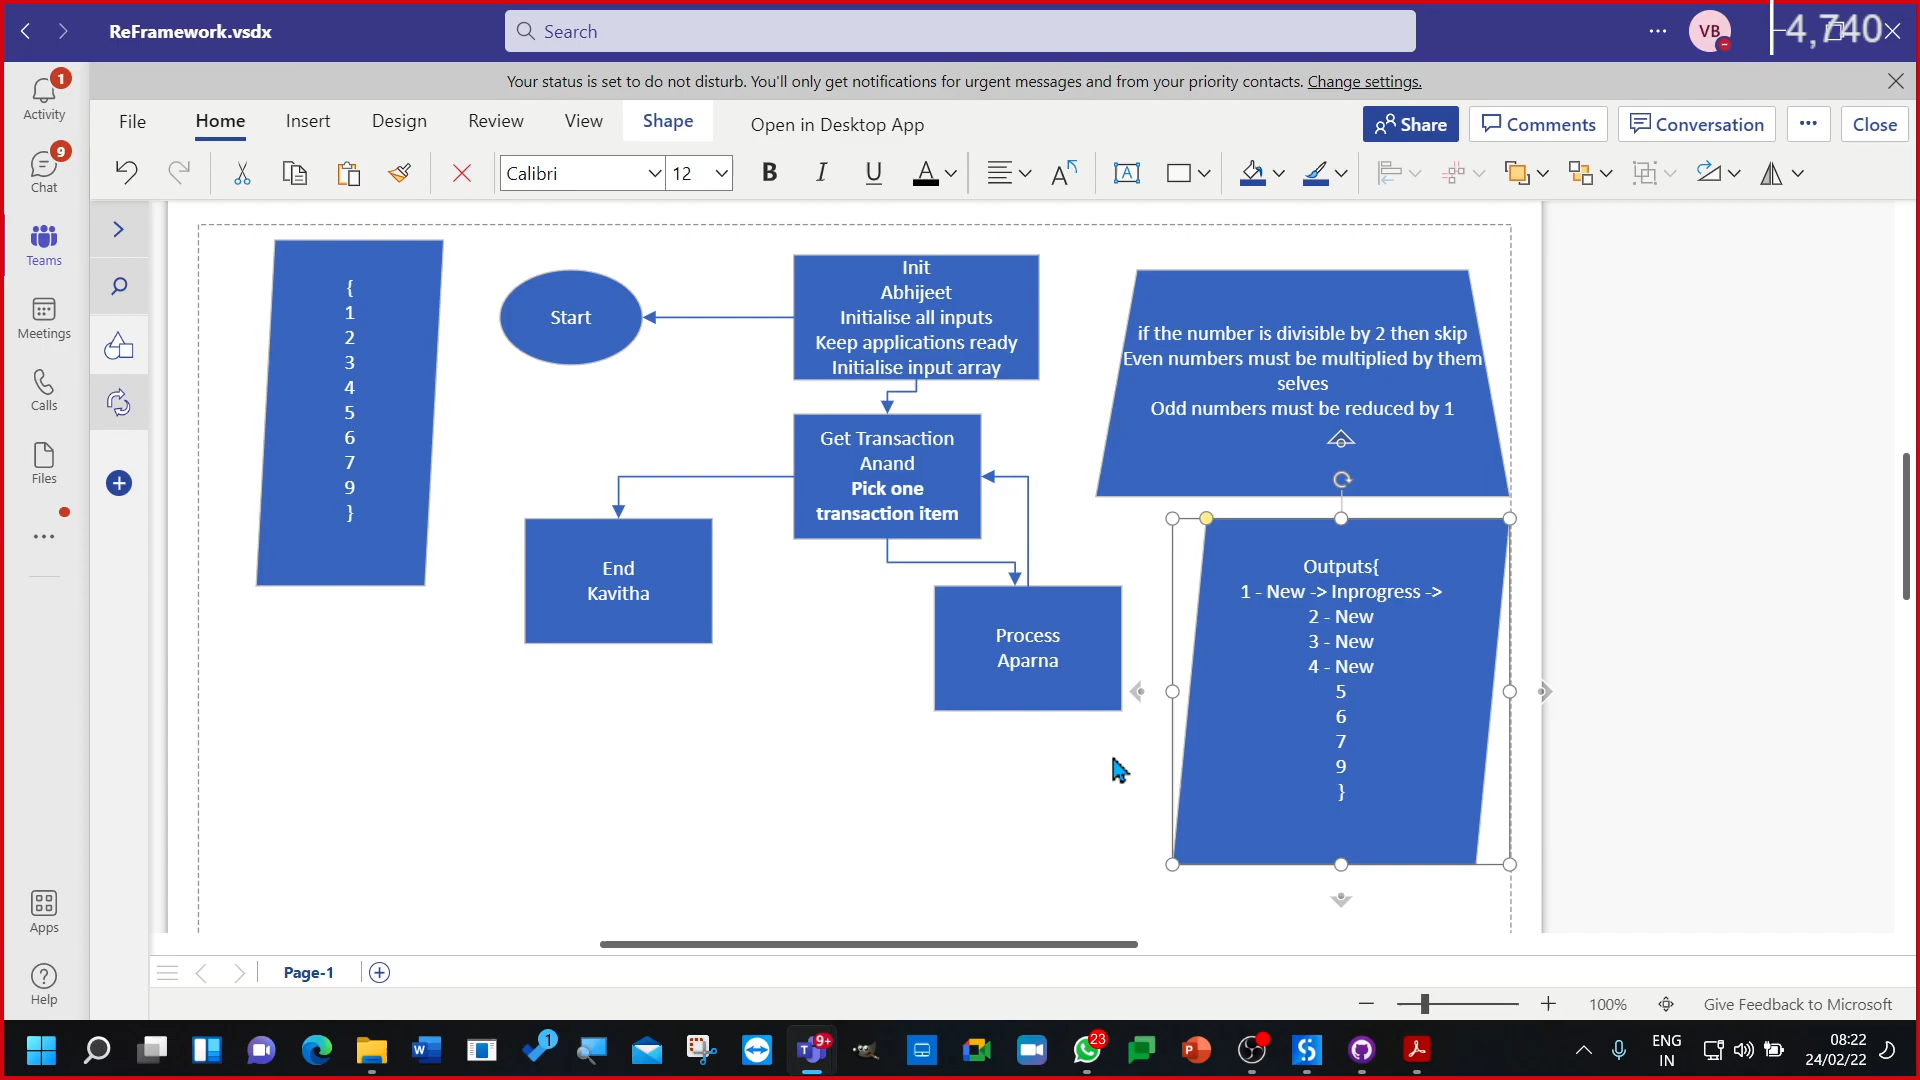 ReFramework.vsdx
Search
VB
-4,740
Your status is set to do not disturb. You'll only get notifications for urgent messages and from your priority contacts. Change settings.
1
Activity
9
Chat
Teams
Meetings
Calls
Files
Apps
Help
File
Home
Insert
Design
Review
View
Shape
Open in Desktop App
Share
Comments
Conversation
Close
Calibri
12
B
I
U
A
A
A
{
1
2
3
4
5
6
7
9
}
Start
Init
Abhijeet
Initialise all inputs
Keep applications ready
Initialise input array
if the number is divisible by 2 then skip
Even numbers must be multiplied by them
selves
Odd numbers must be reduced by 1
Get Transaction
Anand
Pick one
transaction item
End
Kavitha
Process
Aparna
Outputs{
1 - New -> Inprogress ->
2 - New
3 - New
4 - New
5
6
7
9
}
Page-1
100%
Give Feedback to Microsoft
1
9+
23
ENG
IN
08:22
24/02/22